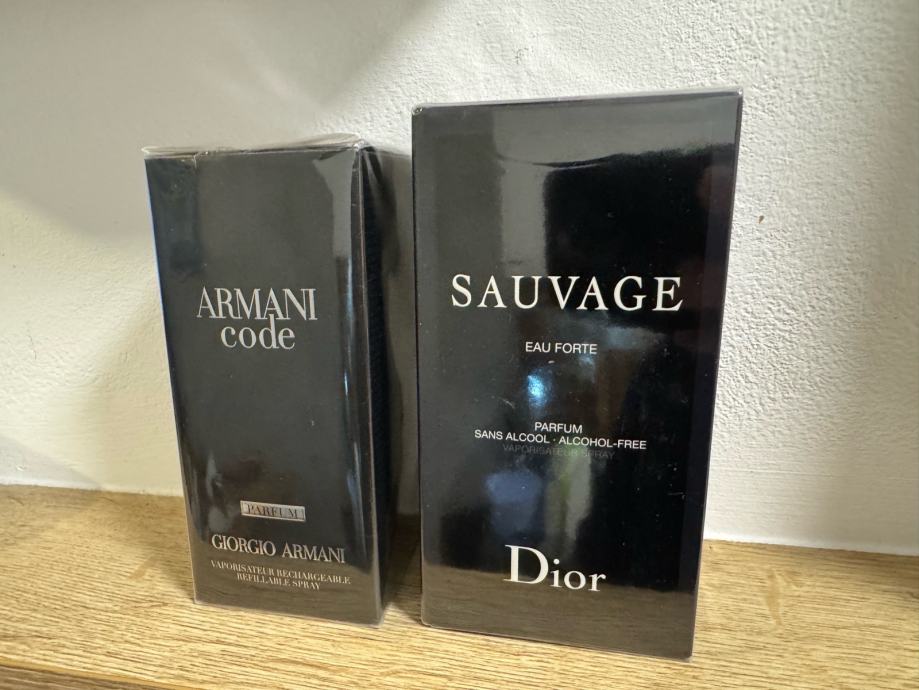 ARMANI
code
PARFUM
GIORGIO ARMANI
VAPORISATEUR RECHARGEABLE
REFILLABLE SPRAY
SAUVAGE
EAU FORTE
PARFUM
SANS ALCOOL · ALCOHOL-FREE
VAPORISATEUR SPRAY
Dior